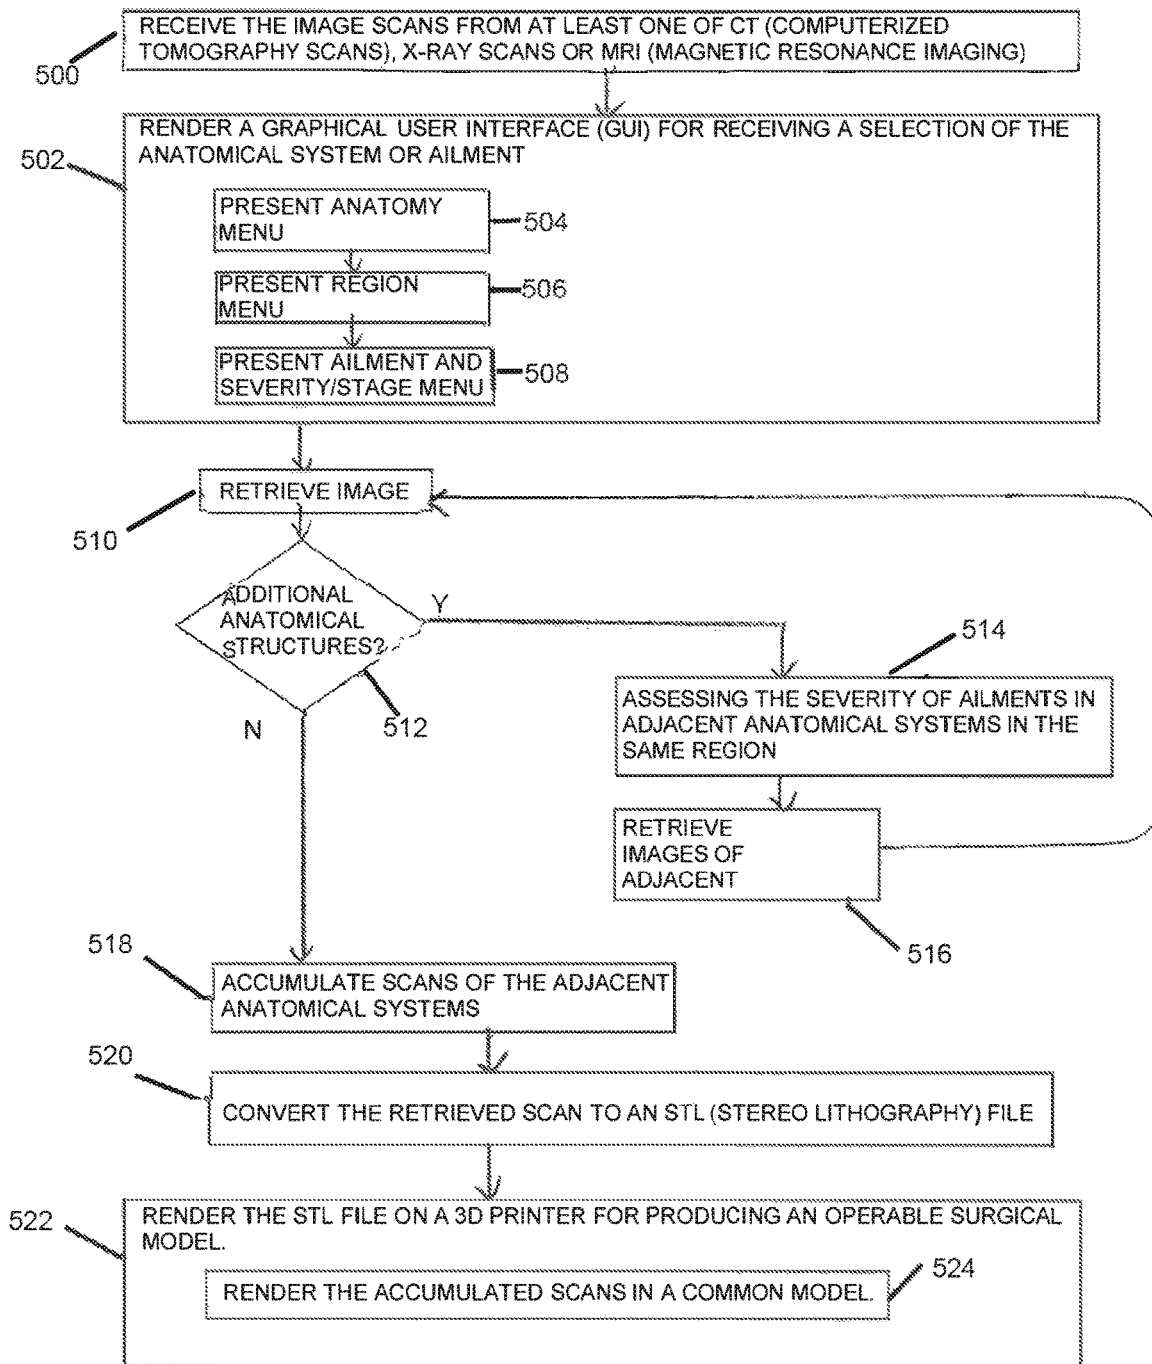 RECEIVE THE IMAGE SCANS FROM AT LEAST ONE OF CT (COMPUTERIZED
TOMOGRAPHY SCANS), X-RAY SCANS OR MRI (MAGNETIC RESONANCE IMAGING)
500
RENDER A GRAPHICAL USER INTERFACE (GUI) FOR RECEIVING A SELECTION OF THE
ANATOMICAL SYSTEM OR AILMENT
502
PRESENT ANATOMY
MENU
504
PRESENT REGION
MENU
506
PRESENT AILMENT AND
SEVERITY/STAGE MENU
508
RETRIEVE IMAGE
510
ADDITIONAL
ANATOMICAL
STRUCTURES?
Y
N
512
514
ASSESSING THE SEVERITY OF AILMENTS IN
ADJACENT ANATOMICAL SYSTEMS IN THE
SAME REGION
RETRIEVE
IMAGES OF
ADJACENT
516
518
ACCUMULATE SCANS OF THE ADJACENT
ANATOMICAL SYSTEMS
520
CONVERT THE RETRIEVED SCAN TO AN STL (STEREO LITHOGRAPHY) FILE
522
RENDER THE STL FILE ON A 3D PRINTER FOR PRODUCING AN OPERABLE SURGICAL
MODEL.
524
RENDER THE ACCUMULATED SCANS IN A COMMON MODEL.